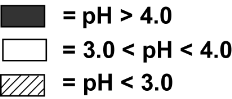 = pH > 4.0
= 3.0 < pH < 4.0
= pH < 3.0